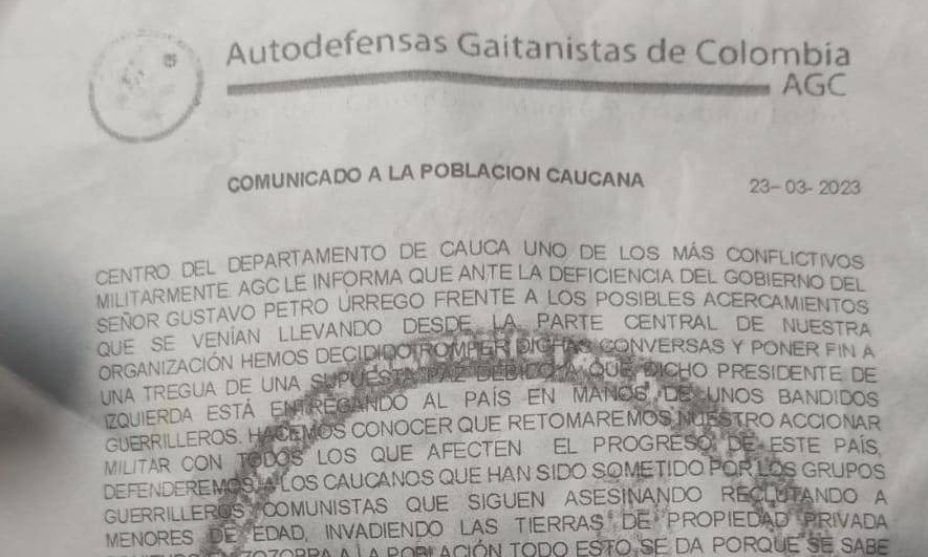 Autodefensas Gaitanistas de Colombia
AGC
COMUNICADO A LA POBLACION CAUCANA 23-03-2023
CENTRO DEL DEPARTAMENTO DE CAUCA UNO DE LOS MÁS CONFLICTIVOS
MILITARMENTE AGC LE INFORMA QUE ANTE LA DEFICIENCIA DEL GOBIERNO DEL
SEÑOR GUSTAVO PETRO URREGO FRENTE A LOS POSIBLES ACERCAMIENTOS
QUE SE VENÍAN LLEVANDO DESDE LA PARTE CENTRAL DE NUESTRA
ORGANIZACIÓN HEMOS DECIDIDO ROMPER DICHAS CONVERSAS Y PONER FIN A
UNA TREGUA DE UNA SUPUESTA PAZ DEBIDO A QUE DICHO PRESIDENTE DE
IZQUIERDA ESTÁ ENTREGANDO AL PAÍS EN MANOS DE UNOS BANDIDOS
GUERRILLEROS. HACEMOS CONOCER QUE RETOMAREMOS NUESTRO ACCIONAR
MILITAR CON TODOS LOS QUE AFECTEN EL PROGRESO DE ESTE PAÍS,
DEFENDEREMOS A LOS CAUCANOS QUE HAN SIDO SOMETIDO POR LOS GRUPOS
GUERRILLEROS COMUNISTAS QUE SIGUEN ASESINANDO RECLUTANDO A
MENORES DE EDAD, INVADIENDO LAS TIERRAS DE PROPIEDAD PRIVADA
ZOZOBRA A LA POBLACIÓN TODO ESTO SE DA PORQUE SE SABE